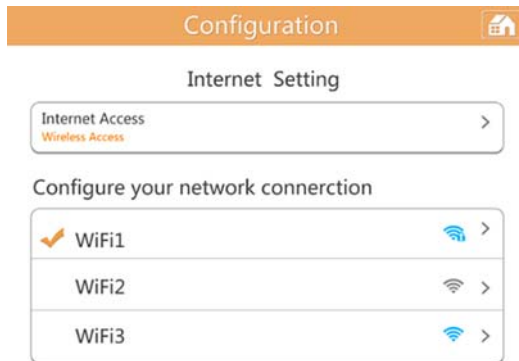 Configuration
Internet Setting
Internet Access
Wireless Access
Configure your network connerction
WiFi1
WiFi2
WiFi3